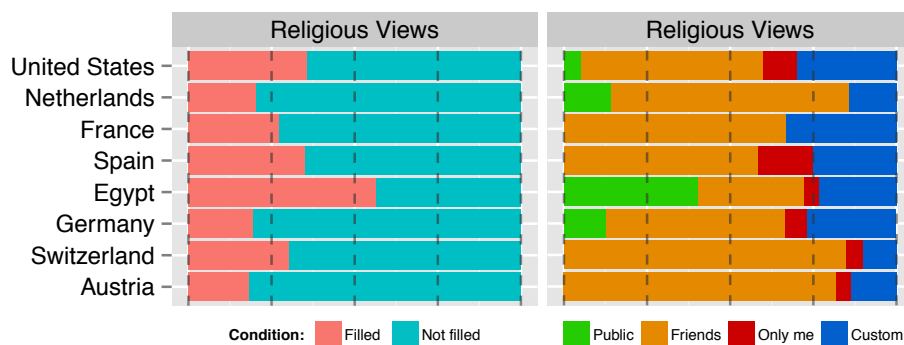 Religious Views
Religious Views
United States
Netherlands
France
Spain
Egypt
Germany
Switzerland
Austria
Condition: Filled Not filled
Public Friends Only me Custom